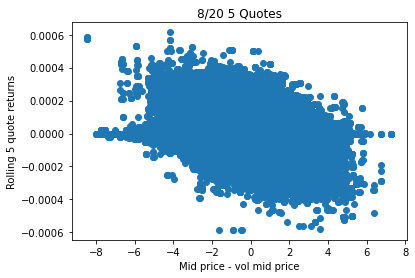 8/20 5 Quotes
Rolling 5 quote returns
0.0006
0.0004
0.0002
0.0000
−0.0002
−0.0004
−0.0006
−8 −6 −4 −2 0 2 4 6 8
Mid price - vol mid price